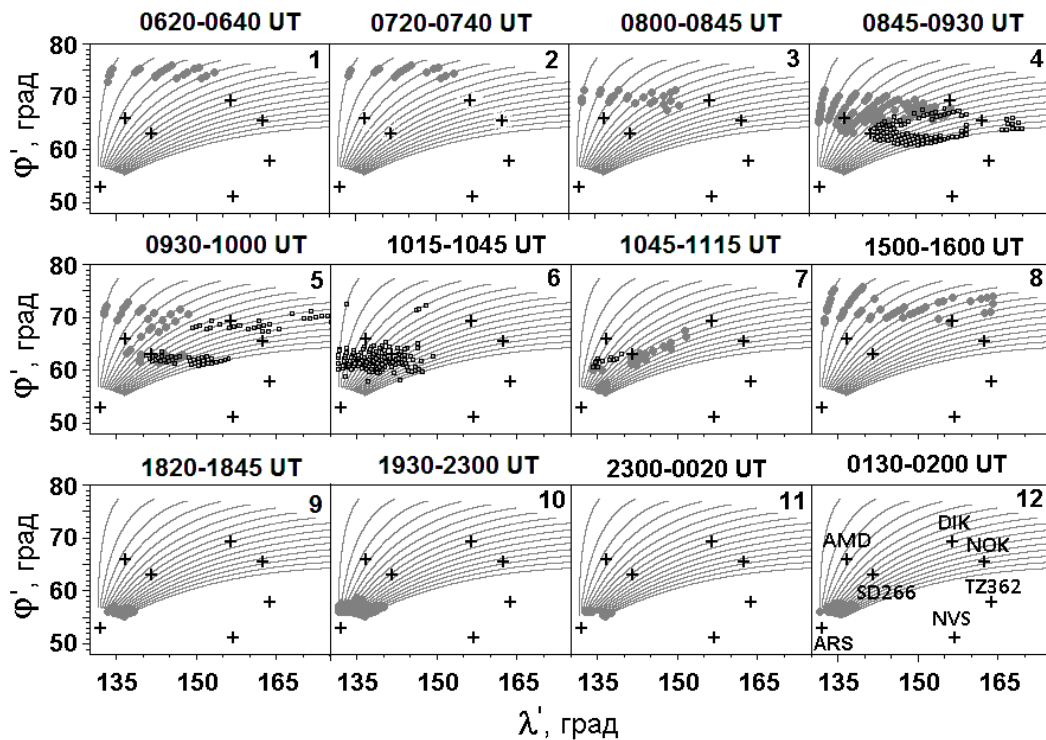 0620-0640 UT 0720-0740 UT 0800-0845 UT 0845-0930 UT
80 1 2 3 4
70
60
50
φ', град
0930-1000 UT 1015-1045 UT 1045-1115 UT 1500-1600 UT
80 5 6 7 8
70
60
50
φ', град
1820-1845 UT 1930-2300 UT 2300-0020 UT 0130-0200 UT
80 9 10 11 12
DIK
70
AMD NOK
60 SD266 TZ362
NVS
50 ARS
φ', град
135 150 165 135 150 165 135 150 165 135 150 165
λ', град